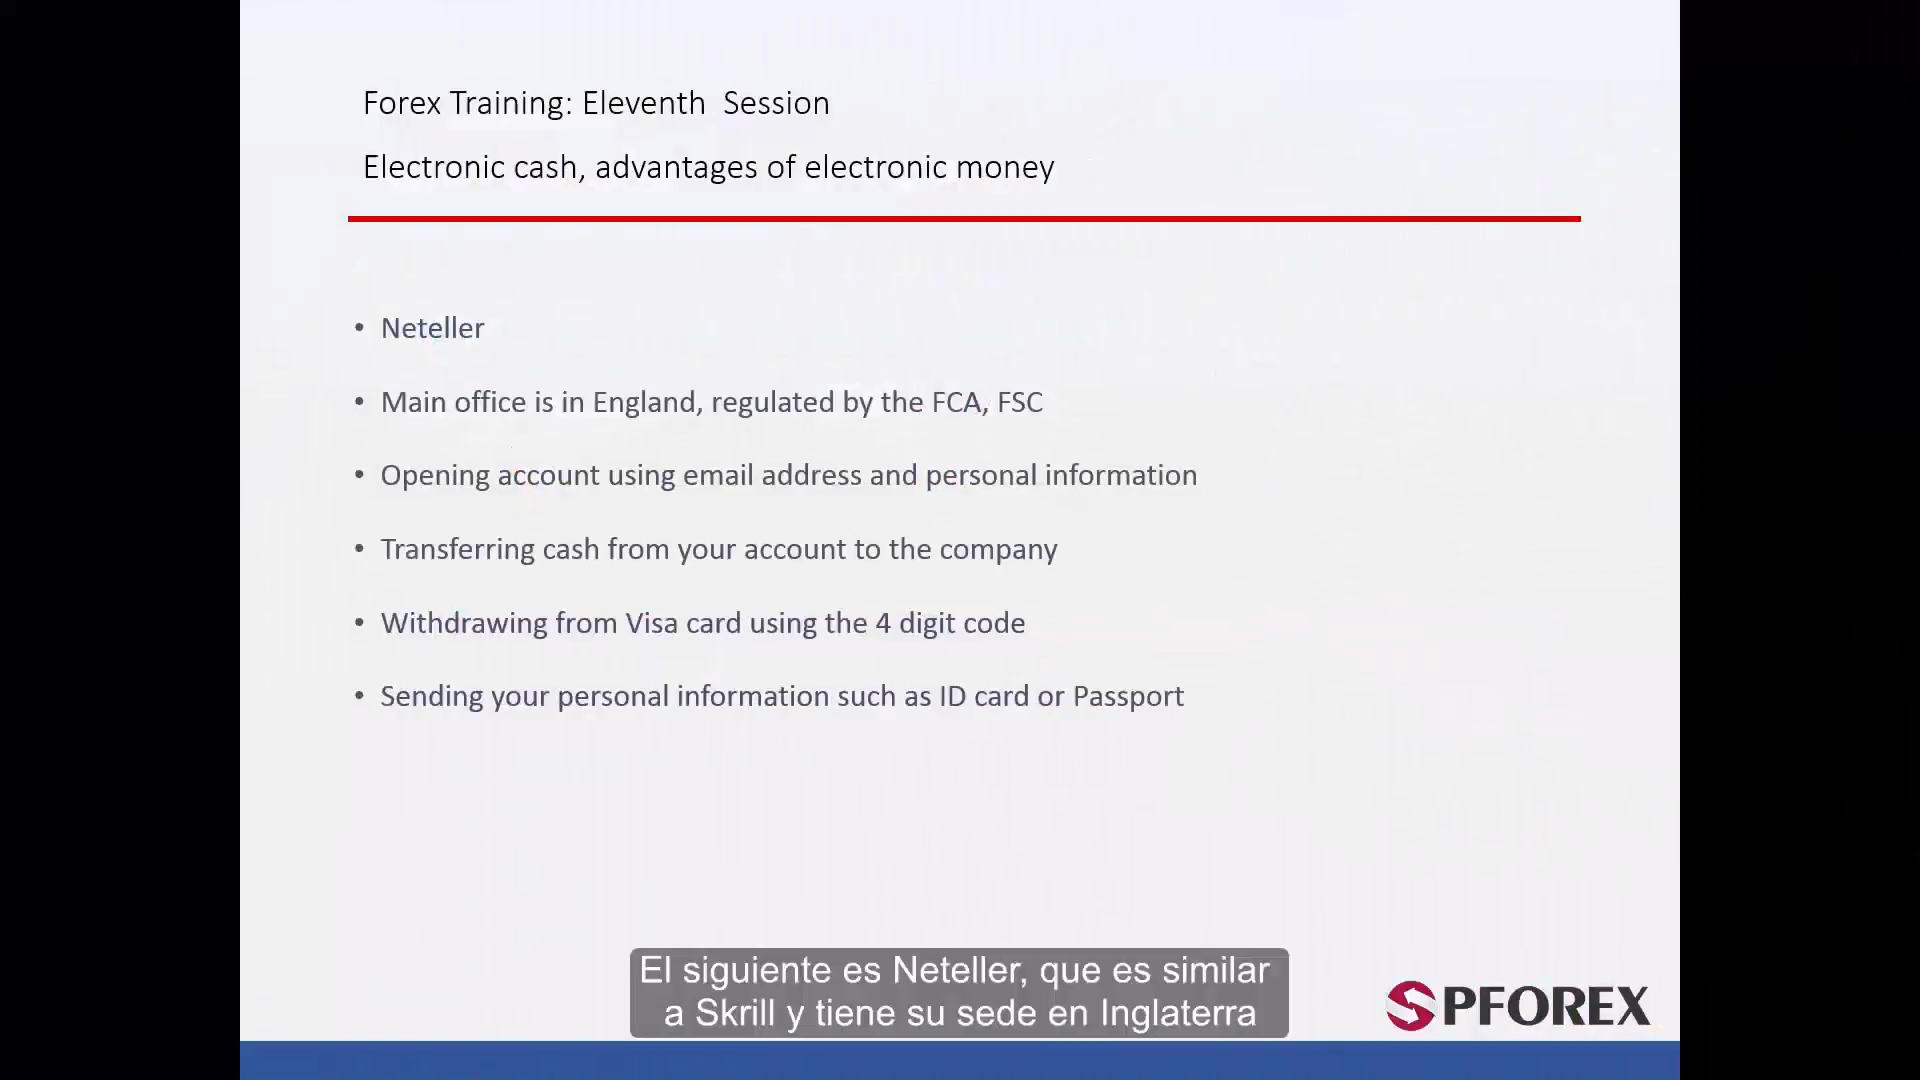 Forex Training: Eleventh Session
Electronic cash, advantages of electronic money
• Neteller
• Main office is in England, regulated by the FCA, FSC
• Opening account using email address and personal information
• Transferring cash from your account to the company
• Withdrawing from Visa card using the 4 digit code
• Sending your personal information such as ID card or Passport
El siguiente es Neteller, que es similar
a Skrill y tiene su sede en Inglaterra
SPFOREX